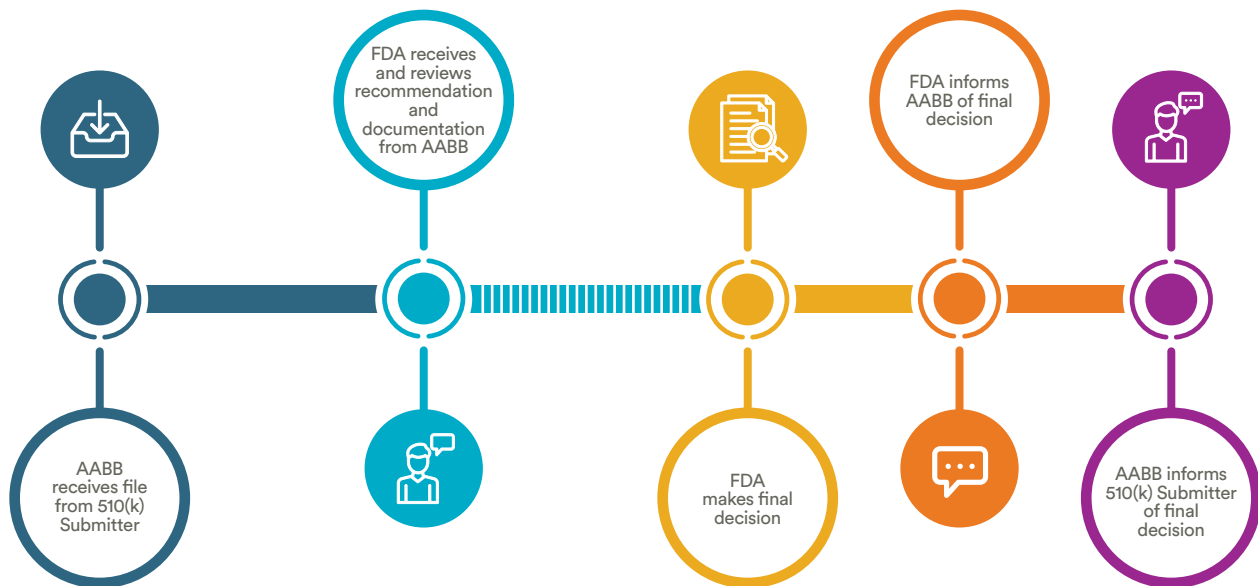 AABB
receives file
from 510(k)
Submitter
FDA receives
and reviews
recommendation
and
documentation
from AABB
FDA
makes final
decision
FDA informs
AABB of final
decision
AABB informs
510(k) Submitter
of final
decision